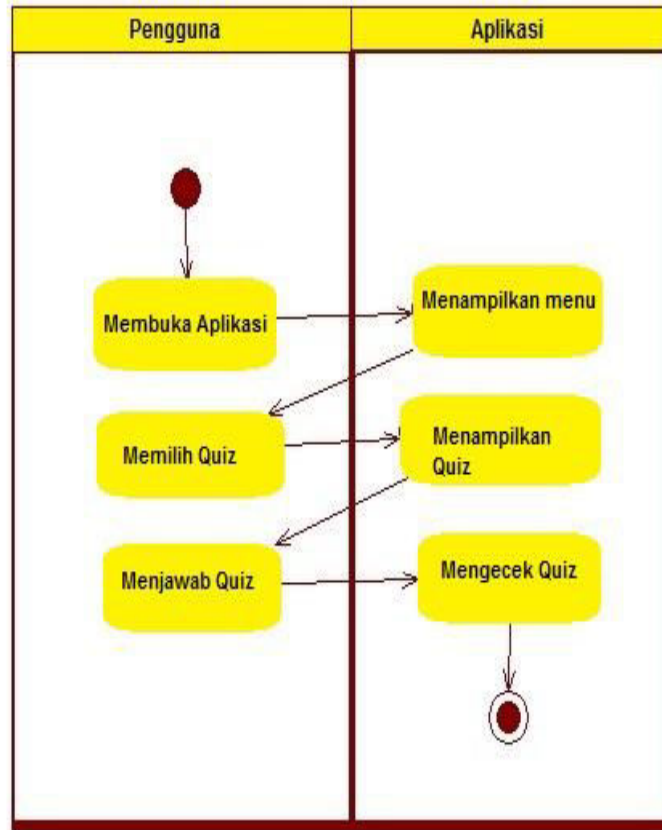 Pengguna
Aplikasi
Membuka Aplikasi
Menampilkan menu
Memilih Quiz
Menampilkan
Quiz
Menjawab Quiz
Mengecek Quiz